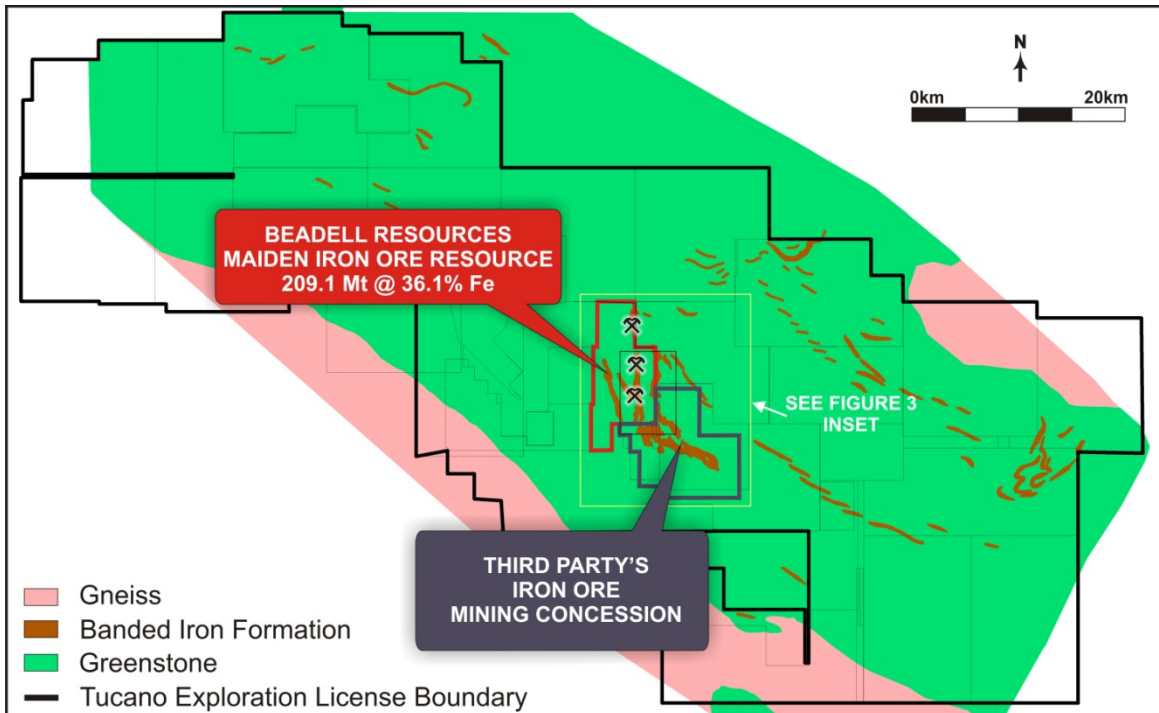 N
0km 20km
BEADELL RESOURCES
MAIDEN IRON ORE RESOURCE
209.1 Mt @ 36.1% Fe
SEE FIGURE 3
INSET
THIRD PARTY'S
IRON ORE
MINING CONCESSION
Gneiss
Banded Iron Formation
Greenstone
Tucano Exploration License Boundary